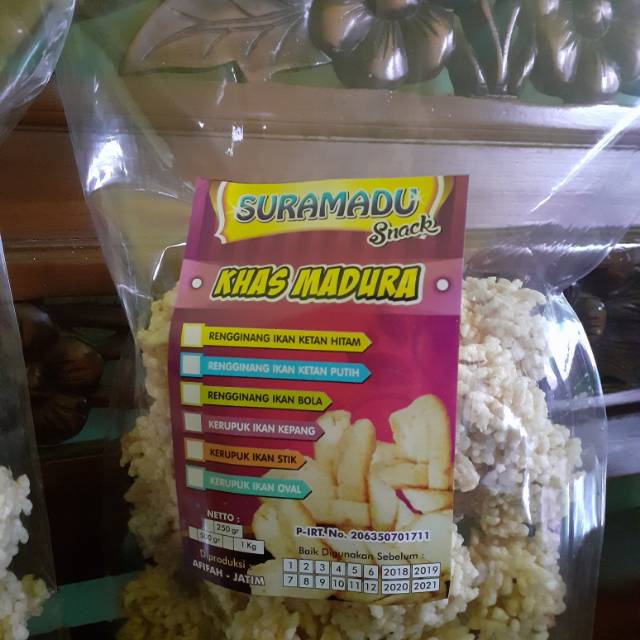 SURAMADU
Snack
KHAS MADURA
RENGGINANG IKAN KETAN HITAM
RENGGINANG IKAN KETAN PUTIH
RENGGINANG IKAN BOLA
KERUPUK IKAN KEPANG
KERUPUK IKAN STIK
KERUPUK IKAN OVAL
NETTO :
250 gr
500 gr 1 Kg
Diproduksi :
AFIFAH - JATIM
P-IRT. No. 206350701711
Baik Digunakan Sebelum :
1 2 3 4 5 6 2018 2019
7 8 9 10 11 12 2020 2021